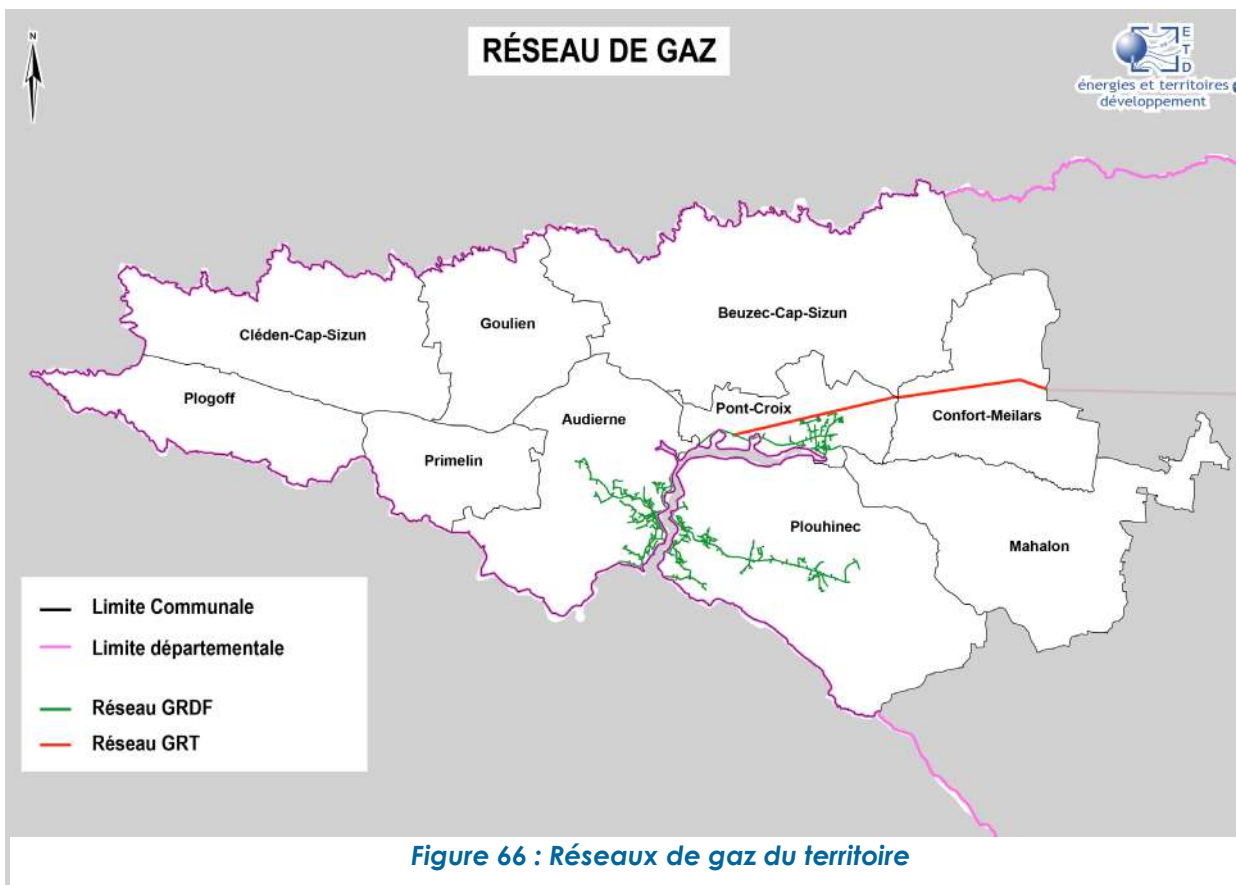 N
RÉSEAU DE GAZ
E
T
D
énergies et territoires
développement
Beuzec-Cap-Sizun
Goulien
Cléden-Cap-Sizun
Plogoff
Pont-Croix
Confort-Meilars
Audierne
Primelin
Plouhinec
Mahalon
Limite Communale
Limite départementale
Réseau GRDF
Réseau GRT
Figure 66 : Réseaux de gaz du territoire